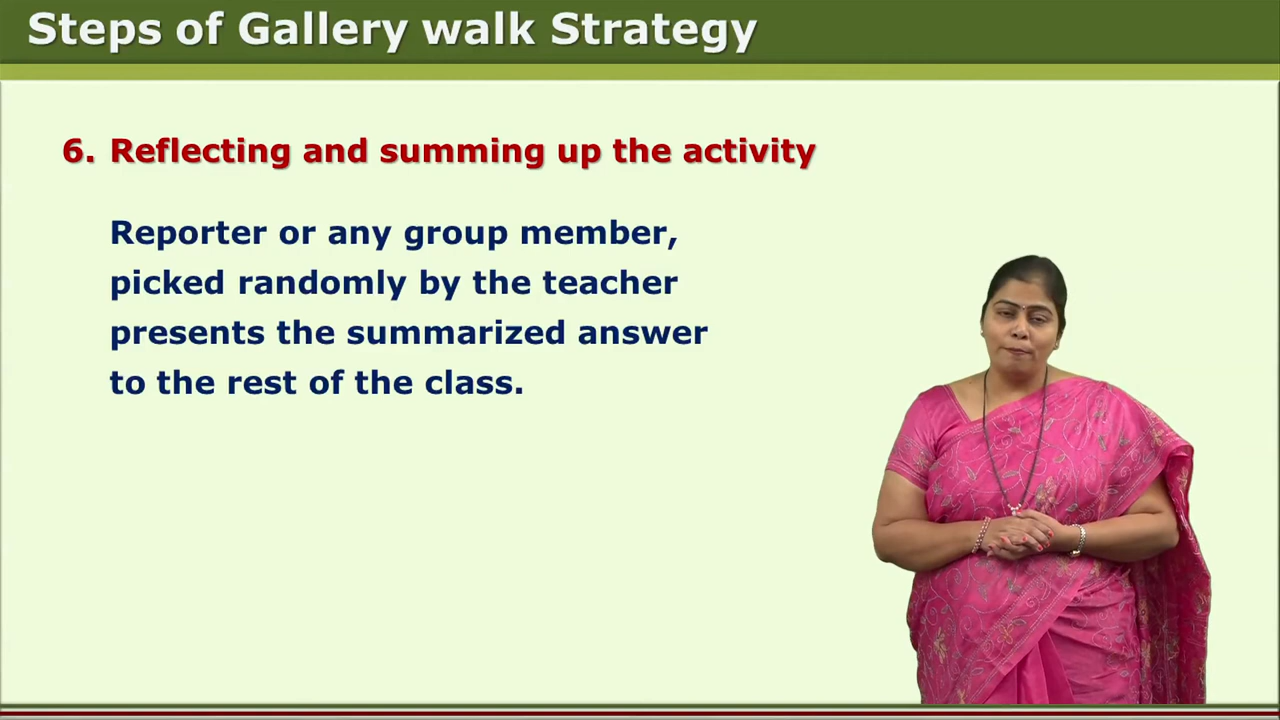 Steps of Gallery walk Strategy
6. Reflecting and summing up the activity
Reporter or any group member,
picked randomly by the teacher
presents the summarized answer
to the rest of the class.